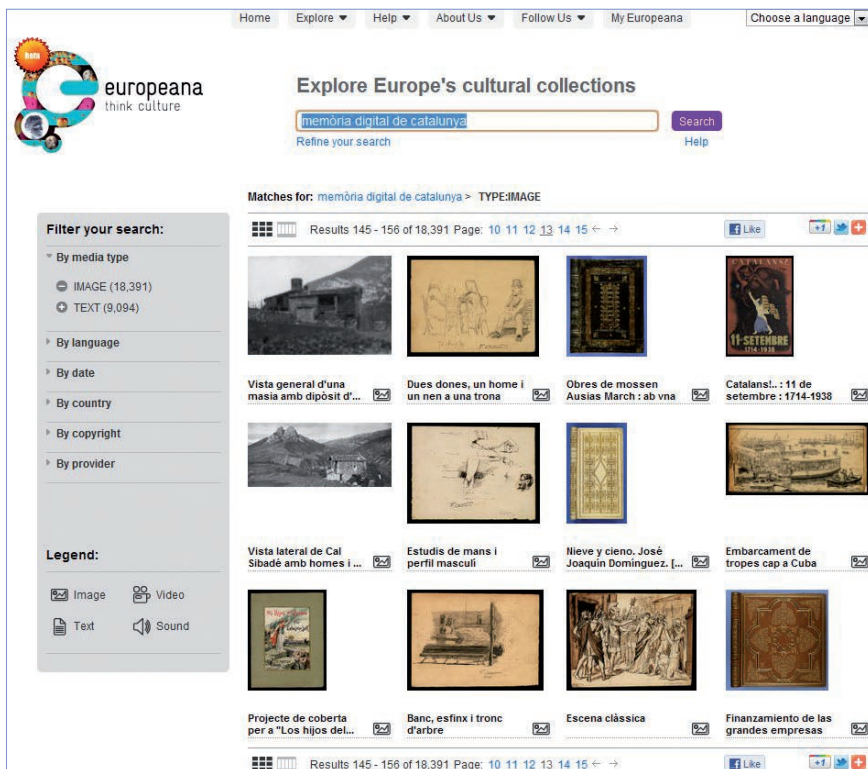 Home Explore Help About Us Follow Us My Europeana Choose a language
Beta
europeana
think culture
Explore Europe's cultural collections
memòria digital de catalunya Search
Refine your search Help
Matches for: memòria digital de catalunya > TYPE:IMAGE
Filter your search:
By media type
IMAGE (18,391)
TEXT (9,094)
By language
By date
By country
By copyright
By provider
Legend:
Image Video
Text Sound
Results 145 - 156 of 18,391 Page: 10 11 12 13 14 15 ← → Like +1
CATALANS!
11·SETEMBRE
1714-1938
Vista general d'una
masia amb dipòsit d'...
Dues dones, un home i
un nen a una trona
Obres de mossen
Ausias March : ab vna
Catalans!.. : 11 de
setembre : 1714-1938
Vista lateral de Cal
Sibadé amb homes i ...
Estudis de mans i
perfil masculí
Nieve y cieno. José
Joaquín Domínguez. [...
Embarcament de
tropes cap a Cuba
Projecte de coberta
per a "Los hijos del...
Banc, esfinx i tronc
d'arbre
Escena clàssica
Finanzamiento de las
grandes empresas
Results 145 - 156 of 18,391 Page: 10 11 12 13 14 15 ← → Like +1